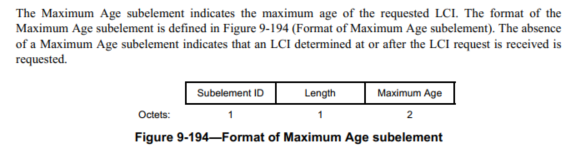 The Maximum Age subelement indicates the maximum age of the requested LCI. The format of the
Maximum Age subelement is defined in Figure 9-194 (Format of Maximum Age subelement). The absence
of a Maximum Age subelement indicates that an LCI determined at or after the LCI request is received is
requested.
Subelement ID Length Maximum Age
Octets: 1 1 2
Figure 9-194—Format of Maximum Age subelement